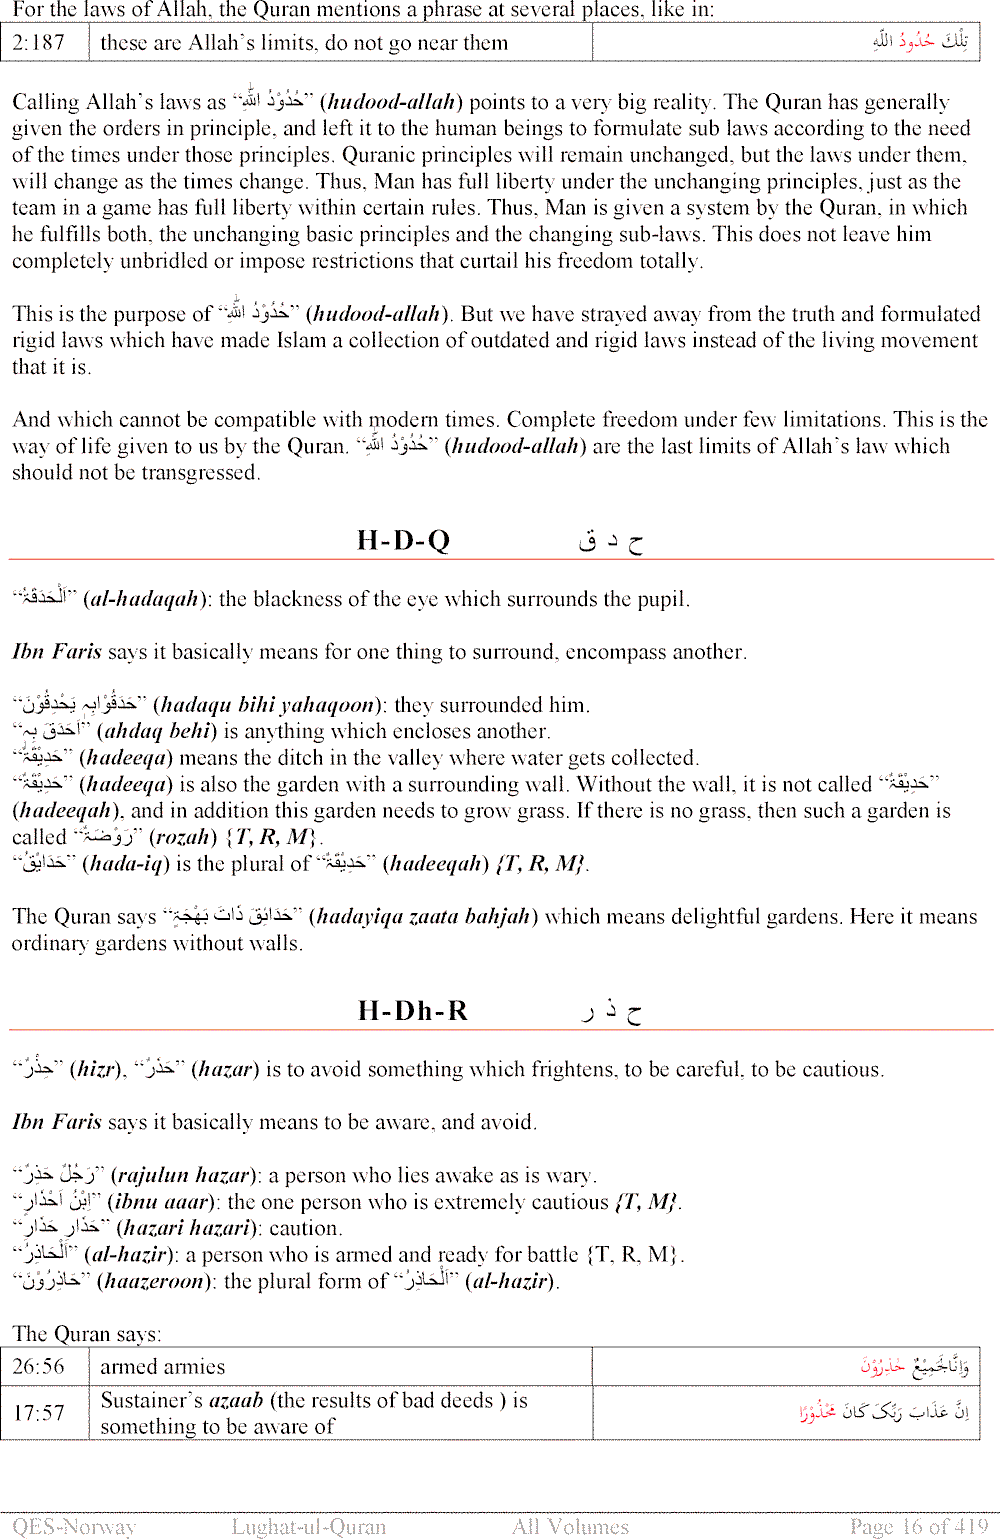 For the laws of Allah, the Quran mentions a phrase at several places, like in:
2:187 these are Allah's limits, do not go near them تِلْكَ حُدُودُ اللَّهِ
Calling Allah's laws as “حُدُوْدُ اللّٰهِ” (hudood-allah) points to a very big reality. The Quran has generally
given the orders in principle, and left it to the human beings to formulate sub laws according to the need
of the times under those principles. Quranic principles will remain unchanged, but the laws under them,
will change as the times change. Thus, Man has full liberty under the unchanging principles, just as the
team in a game has full liberty within certain rules. Thus, Man is given a system by the Quran, in which
he fulfills both, the unchanging basic principles and the changing sub-laws. This does not leave him
completely unbridled or impose restrictions that curtail his freedom totally.
This is the purpose of “حُدُوْدُ اللّٰهِ” (hudood-allah). But we have strayed away from the truth and formulated
rigid laws which have made Islam a collection of outdated and rigid laws instead of the living movement
that it is.
And which cannot be compatible with modern times. Complete freedom under few limitations. This is the
way of life given to us by the Quran. “حُدُوْدُ اللّٰهِ” (hudood-allah) are the last limits of Allah's law which
should not be transgressed.
H-D-Q ح د ق
“اَلْحَدَقَۃُ” (al-hadaqah): the blackness of the eye which surrounds the pupil.
Ibn Faris says it basically means for one thing to surround, encompass another.
“حَدَقُوْابِہٖ یَحْدِقُوْنَ” (hadaqu bihi yahaqoon): they surrounded him.
“اَحَدَقَ بِہٖ” (ahdaq behi) is anything which encloses another.
“حَدِیْقَۃٌ” (hadeeqa) means the ditch in the valley where water gets collected.
“حَدِیْقَۃٌ” (hadeeqa) is also the garden with a surrounding wall. Without the wall, it is not called “حَدِیْقَۃٌ”
(hadeeqah), and in addition this garden needs to grow grass. If there is no grass, then such a garden is
called “رَوْضَۃٌ” (rozah) {T, R, M}.
“حَدَایِٔقُ” (hada-iq) is the plural of “حَدِیْقَۃٌ” (hadeeqah) {T, R, M}.
The Quran says “حَدَائِقَ ذَاتَ بَھْجَۃٍ” (hadayiqa zaata bahjah) which means delightful gardens. Here it means
ordinary gardens without walls.
H-Dh-R ح ذ ر
“حِذْرٌ” (hizr), “حَذَرٌ” (hazar) is to avoid something which frightens, to be careful, to be cautious.
Ibn Faris says it basically means to be aware, and avoid.
“رَجُلٌ حَذِرٌ” (rajulun hazar): a person who lies awake as is wary.
“اِبْنُ اَحْذَارٍ” (ibnu aaar): the one person who is extremely cautious {T, M}.
“حَذَارِ حَذَارِ” (hazari hazari): caution.
“اَلْحَاذِرُ” (al-hazir): a person who is armed and ready for battle {T, R, M}.
“حَاذِرُوْنَ” (haazeroon): the plural form of “اَلْحَاذِرُ” (al-hazir).
The Quran says:
26:56 armed armies وَاِنَّالَجَمِیْعٌ حٰذِرُوْنَ
17:57 Sustainer's azaab (the results of bad deeds ) is اِنَّ عَذَابَ رَبِّکَ کَانَ مَحْذُوْرًا
something to be aware of
QES-Norway Lughat-ul-Quran All Volumes Page 16 of 419